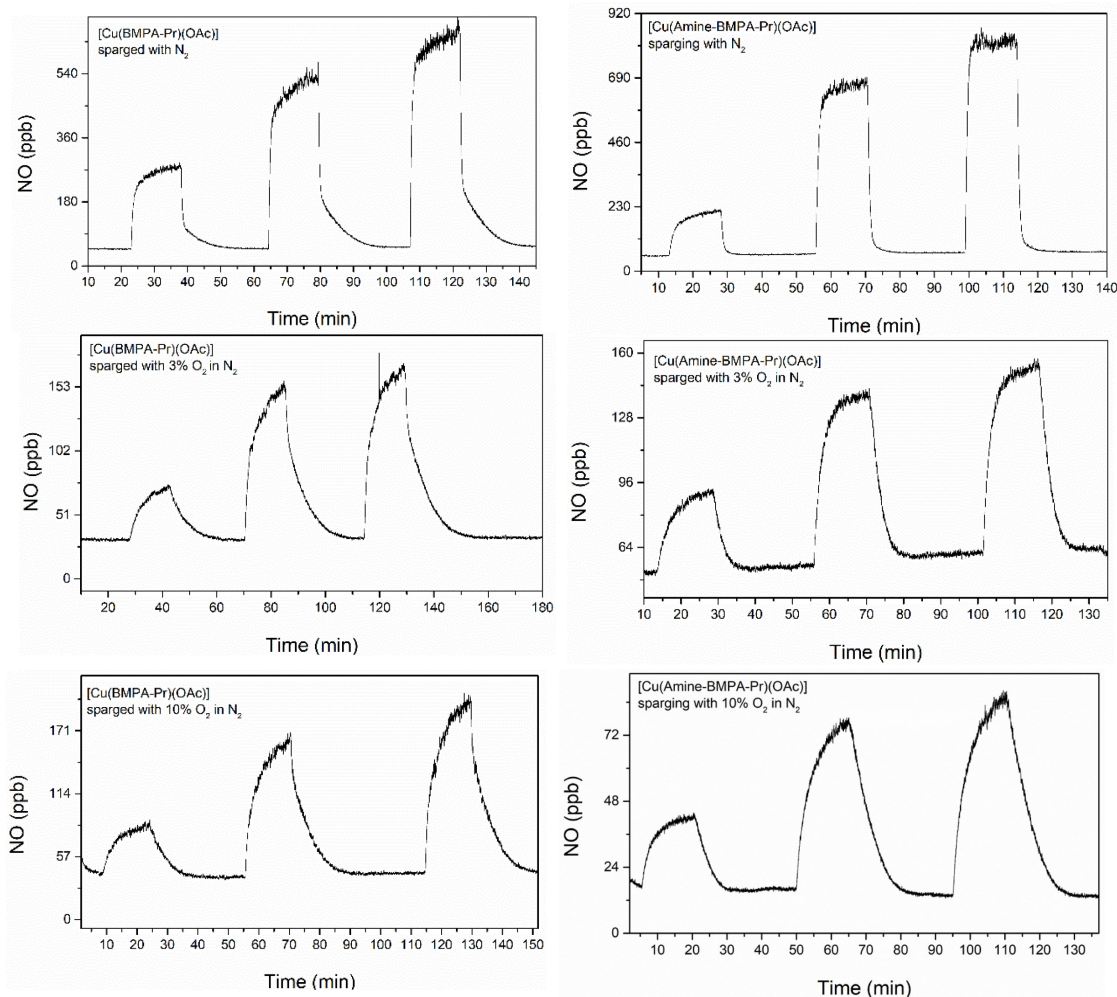 [Cu(BMPA-Pr)(OAc)]
sparged with N₂
NO (ppb)
540
360
180
0
10 20 30 40 50 60 70 80 90 100 110 120 130 140
Time (min)
[Cu(Amine-BMPA-Pr)(OAc)]
sparging with N₂
NO (ppb)
920
690
460
230
0
10 20 30 40 50 60 70 80 90 100 110 120 130 140
Time (min)
[Cu(BMPA-Pr)(OAc)]
sparged with 3% O₂ in N₂
NO (ppb)
153
102
51
0
20 40 60 80 100 120 140 160 180
Time (min)
[Cu(Amine-BMPA-Pr)(OAc)]
sparged with 3% O₂ in N₂
NO (ppb)
160
128
96
64
10 20 30 40 50 60 70 80 90 100 110 120 130
Time (min)
[Cu(BMPA-Pr)(OAc)]
sparged with 10% O₂ in N₂
NO (ppb)
171
114
57
0
10 20 30 40 50 60 70 80 90 100 110 120 130 140 150
Time (min)
[Cu(Amine-BMPA-Pr)(OAc)]
sparging with 10% O₂ in N₂
NO (ppb)
72
48
24
0
10 20 30 40 50 60 70 80 90 100 110 120 130
Time (min)